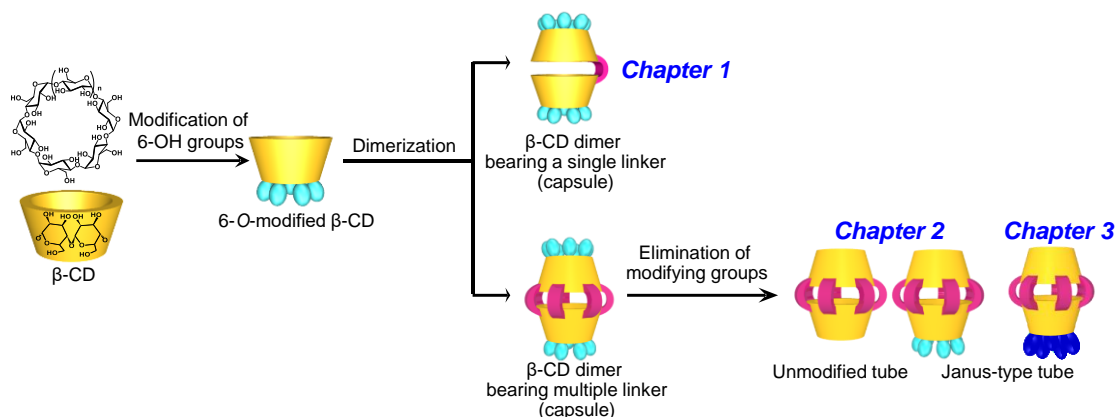 Modification of
6-OH groups
β-CD
6-O-modified β-CD
Dimerization
Chapter 1
β-CD dimer
bearing a single linker
(capsule)
β-CD dimer
bearing multiple linker
(capsule)
Elimination of
modifying groups
Chapter 2
Chapter 3
Unmodified tube
Janus-type tube